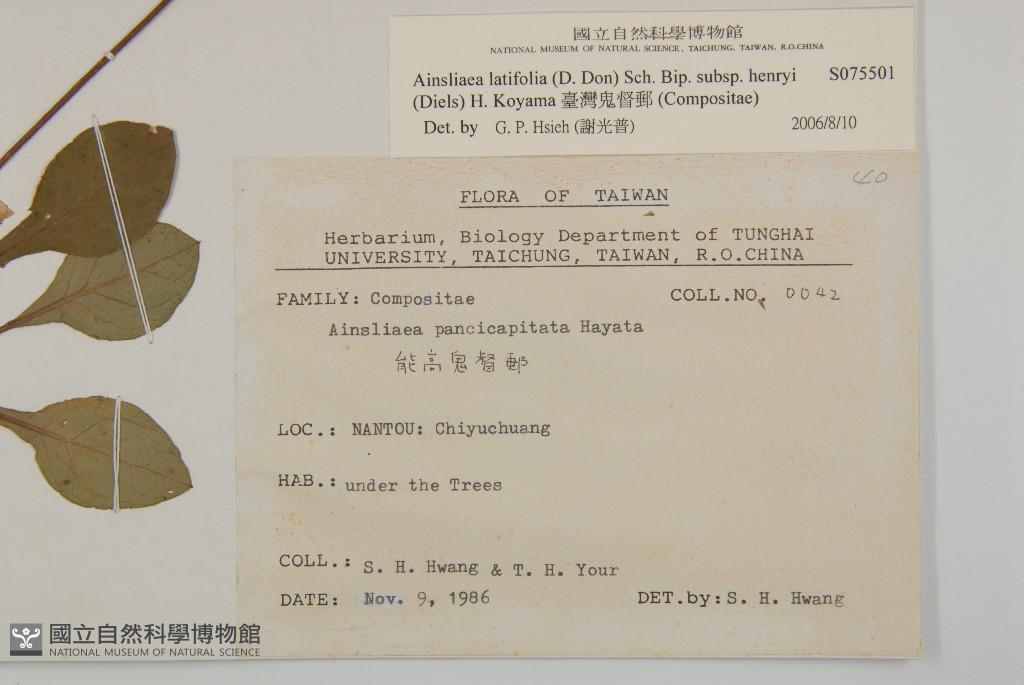 國立自然科學博物館
NATIONAL MUSEUM OF NATURAL SCIENCE, TAICHUNG, TAIWAN, R.O.CHINA
Ainsliaea latifolia (D. Don) Sch. Bip. subsp. henryi S075501
(Diels) H. Koyama 臺灣鬼督郵 (Compositae)
Det. by G. P. Hsieh (謝光普) 2006/8/10
40
FLORA OF TAIWAN
Herbarium, Biology Department of TUNGHAI
UNIVERSITY, TAICHUNG, TAIWAN, R.O.CHINA
FAMILY: Compositae COLL.NO. 0042
Ainsliaea pancicapitata Hayata
能高鬼督郵
LOC.: NANTOU: Chiyuchuang
HAB.: under the Trees
COLL.: S. H. Hwang & T. H. Your
DATE: Nov. 9, 1986 DET.by: S. H. Hwang
國立自然科學博物館
NATIONAL MUSEUM OF NATURAL SCIENCE